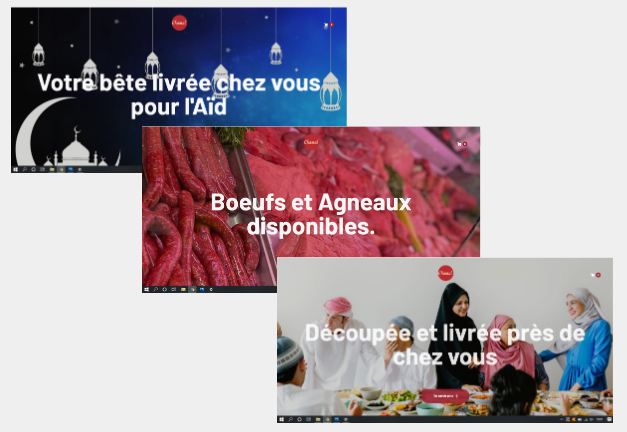 Votre bête livrée chez vous
pour l'Aïd
Boeufs et Agneaux
disponibles.
Découpée et livrée près de
chez vous